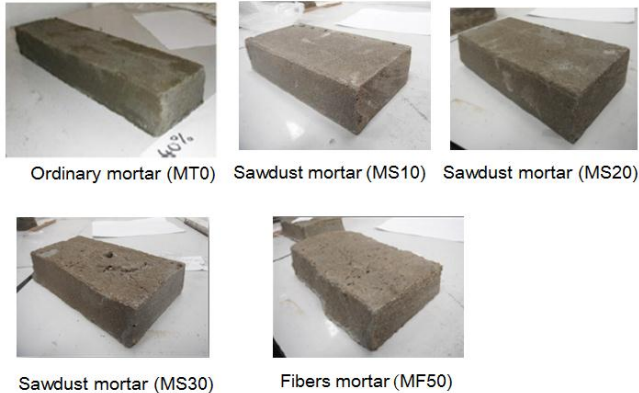 40%
Ordinary mortar (MT0)
Sawdust mortar (MS10)
Sawdust mortar (MS20)
Sawdust mortar (MS30)
Fibers mortar (MF50)